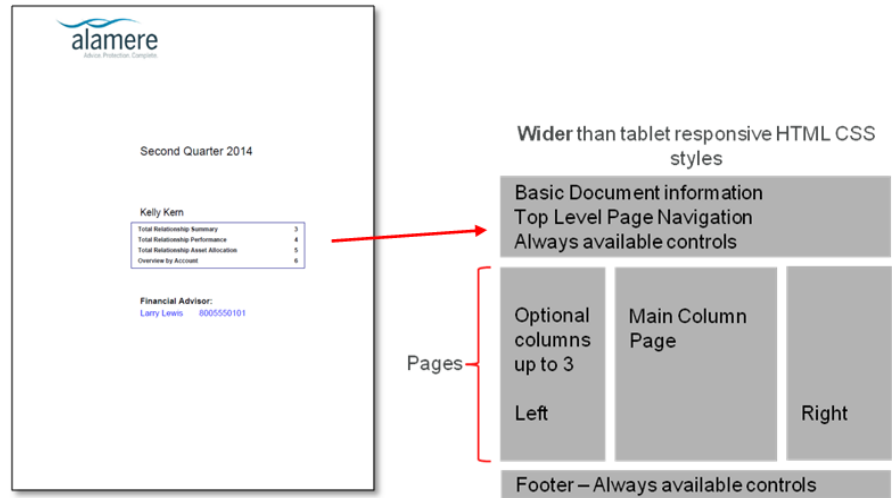 alamere
Advice. Protection. Complete.
Second Quarter 2014
Kelly Kern
Total Relationship Summary 3
Total Relationship Performance 4
Total Relationship Asset Allocation 5
Overview by Account 6
Financial Advisor:
Larry Lewis 8005550101
Wider than tablet responsive HTML CSS
styles
Basic Document information
Top Level Page Navigation
Always available controls
Pages
Optional
columns
up to 3
Left
Main Column
Page
Right
Footer – Always available controls